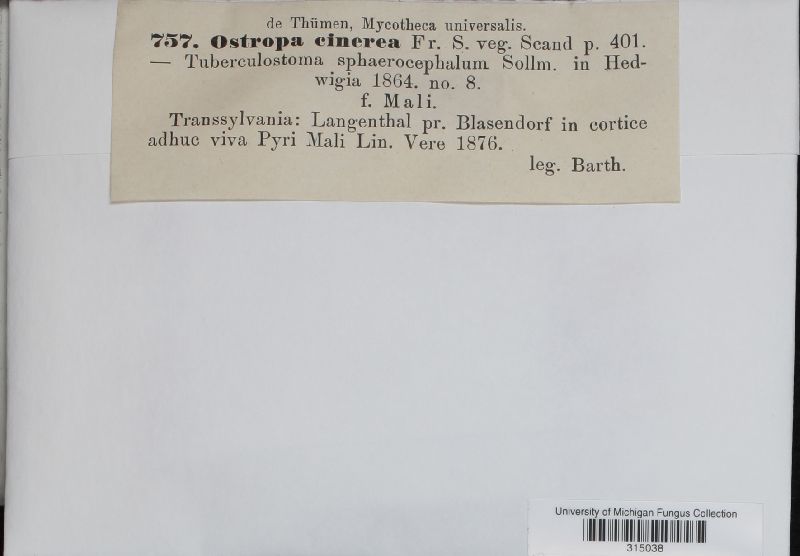 de Thümen, Mycotheca universalis.
757. Ostropa cinerea Fr. S. veg. Scand p. 401.
— Tuberculostoma sphaerocephalum Sollm. in Hed-
wigia 1864. no. 8.
f. Mali.
Transsylvania: Langenthal pr. Blasendorf in cortice
adhuc viva Pyri Mali Lin. Vere 1876.
leg. Barth.
University of Michigan Fungus Collection
315038